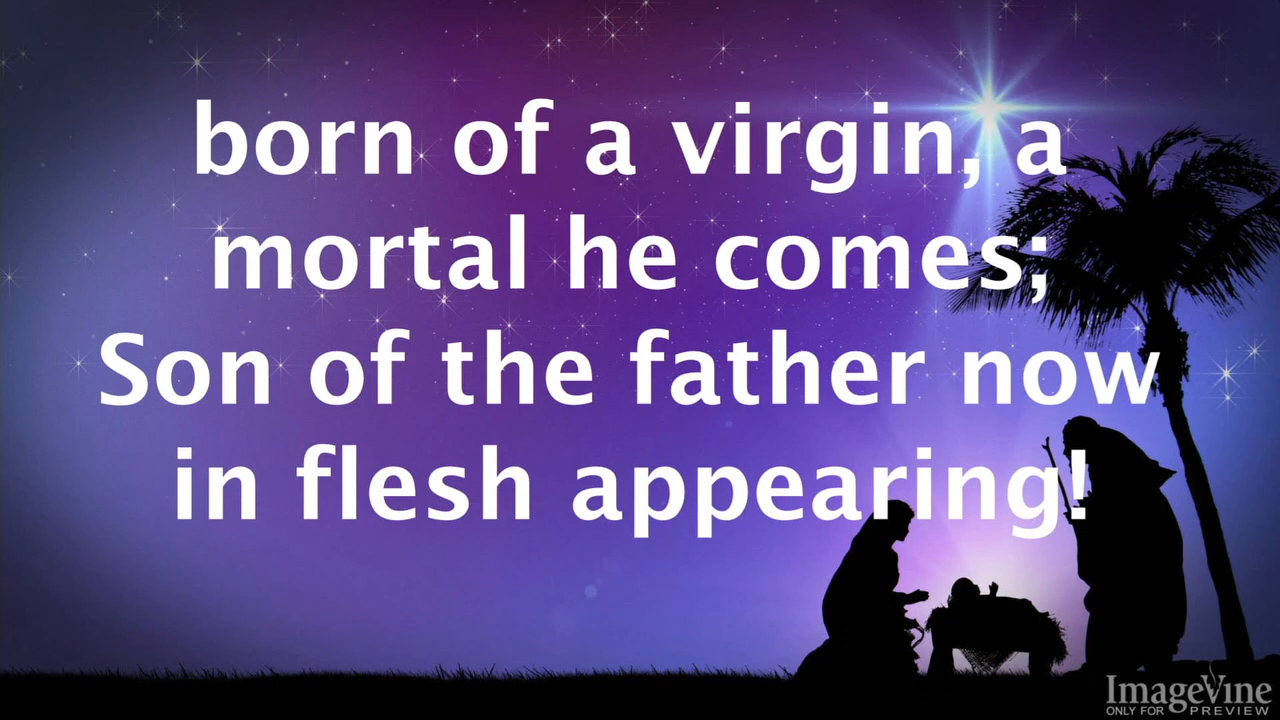 born of a virgin, a
mortal he comes;
Son of the father now
in flesh appearing!
ImageVine
ONLY FOR PREVIEW